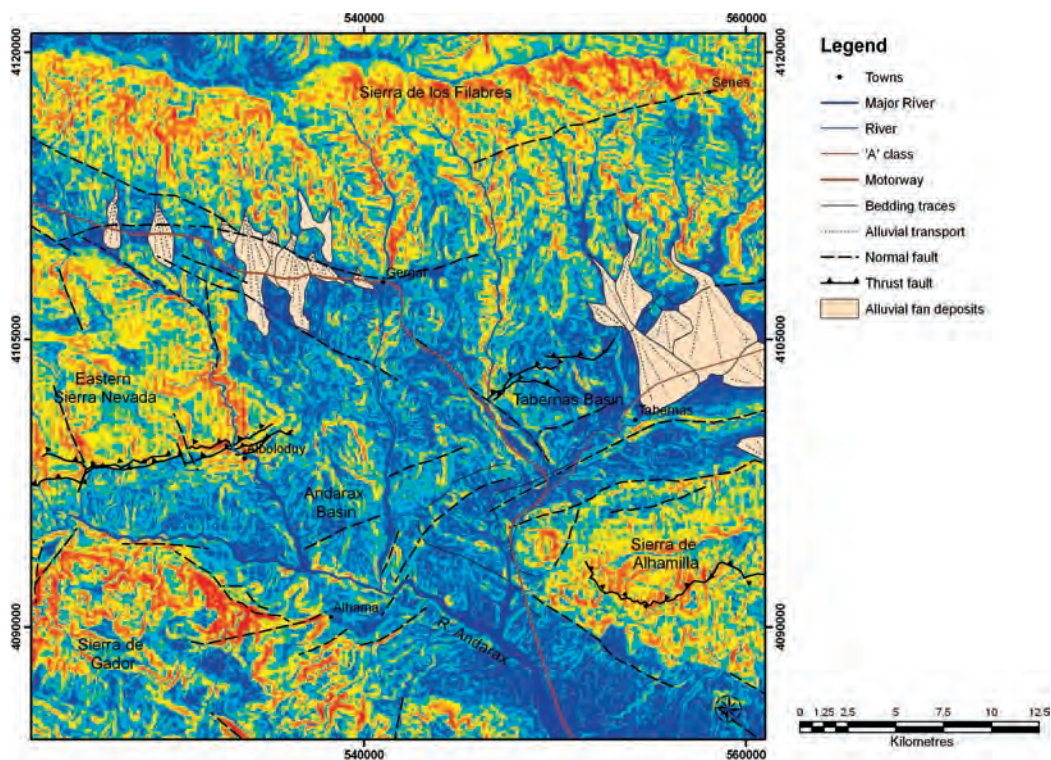 540000
560000
4120000
4120000
Sierra de los Filabres
Senes
Gergal
4105000
4105000
Eastern
Sierra Nevada
Tabernas Basin
Tabernas
Alboloduy
Andarax
Basin
Sierra de
Alhamilla
Alhama
4090000
4090000
R. Andarax
Sierra de
Gador
540000
560000
Legend
Towns
Major River
River
'A' class
Motorway
Bedding traces
Alluvial transport
Normal fault
Thrust fault
Alluvial fan deposits
0 1.25 2.5 5 7.5 10 12.5
Kilometres